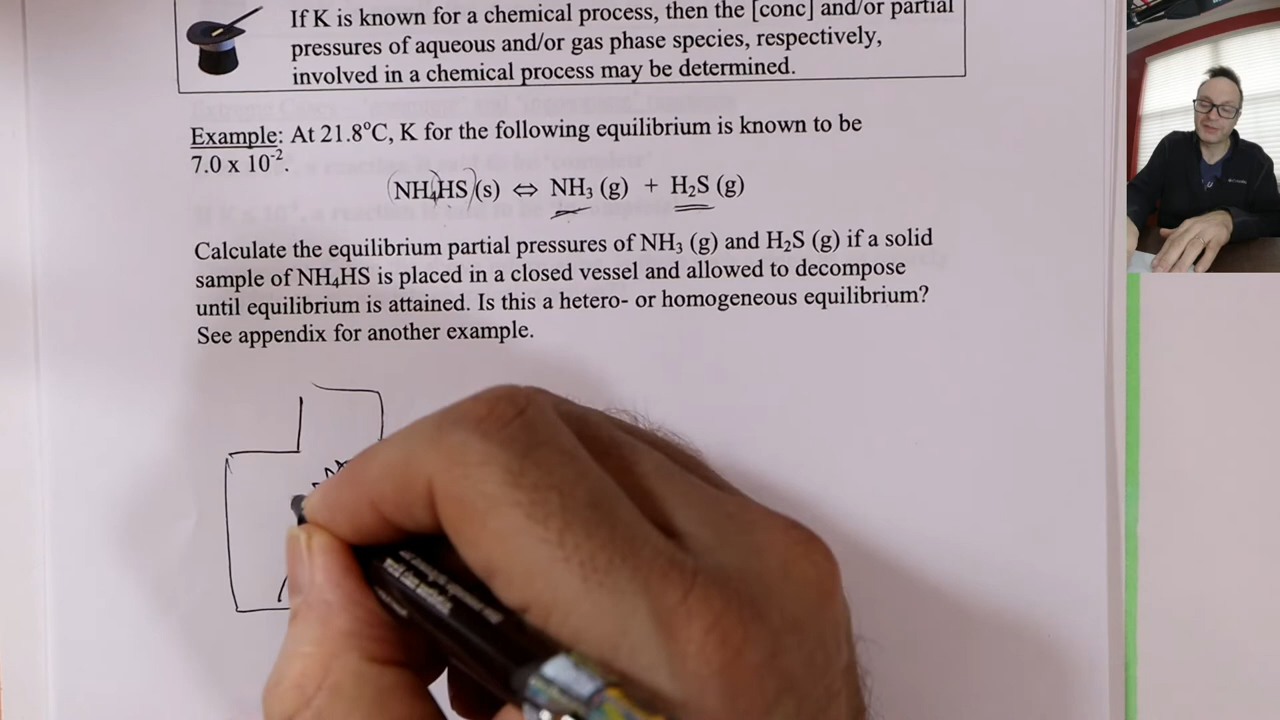 If K is known for a chemical process, then the [conc] and/or partial
pressures of aqueous and/or gas phase species, respectively,
involved in a chemical process may be determined.
Example: At 21.8°C, K for the following equilibrium is known to be
7.0 x 10⁻².
NH₄HS (s) ⇔ NH₃ (g) + H₂S (g)
Calculate the equilibrium partial pressures of NH₃ (g) and H₂S (g) if a solid
sample of NH₄HS is placed in a closed vessel and allowed to decompose
until equilibrium is attained. Is this a hetero- or homogeneous equilibrium?
See appendix for another example.